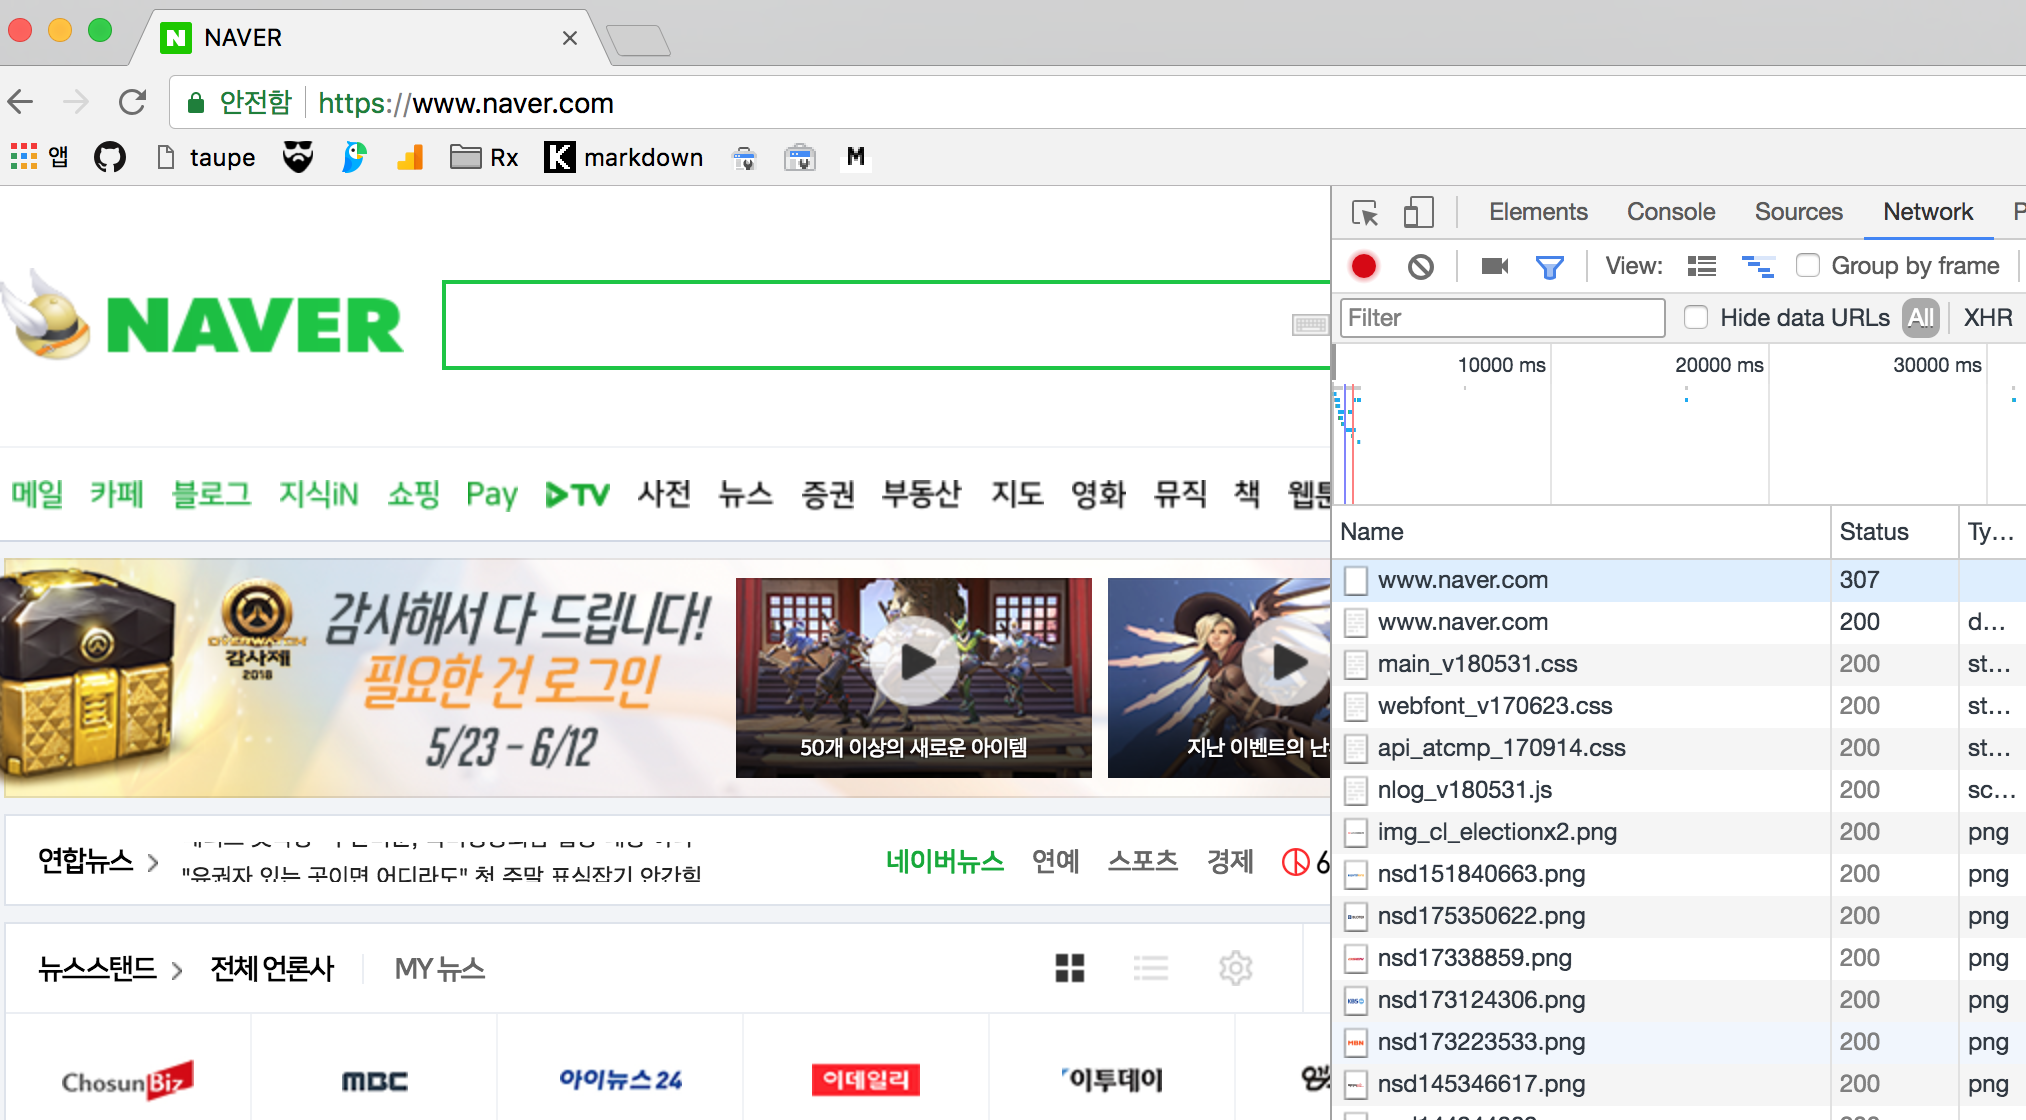 NAVER
안전함 https://www.naver.com
앱 taupe Rx markdown M
Elements Console Sources Network
View: Group by frame
Filter Hide data URLs All XHR
10000 ms 20000 ms 30000 ms
NAVER
메일 카페 블로그 지식iN 쇼핑 Pay TV 사전 뉴스 증권 부동산 지도 영화 뮤직 책 웹툰
OVERWATCH
감사제
2018
감사해서 다 드립니다!
필요한 건 로그인
5/23 – 6/12
50개 이상의 새로운 아이템
지난 이벤트의 난
연합뉴스
"유권자 있는 곳이면 어디라도" 첫 주말 표심잡기 안간힘
네이버뉴스 연예 스포츠 경제 6
뉴스스탠드 전체 언론사 MY 뉴스
ChosunBiz MBC 아이뉴스24 이데일리 이투데이
Name Status Ty…
www.naver.com 307
www.naver.com 200 d…
main_v180531.css 200 st…
webfont_v170623.css 200 st…
api_atcmp_170914.css 200 st…
nlog_v180531.js 200 sc…
img_cl_electionx2.png 200 png
nsd151840663.png 200 png
nsd175350622.png 200 png
nsd17338859.png 200 png
nsd173124306.png 200 png
nsd173223533.png 200 png
nsd145346617.png 200 png